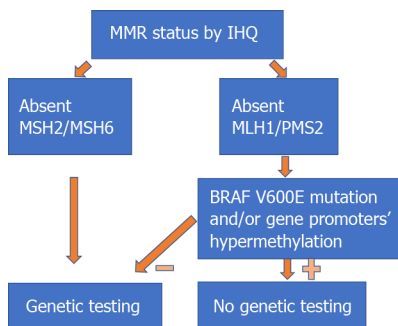 MMR status by IHQ
Absent
MSH2/MSH6
Absent
MLH1/PMS2
BRAF V600E mutation
and/or gene promoters'
hypermethylation
Genetic testing
No genetic testing